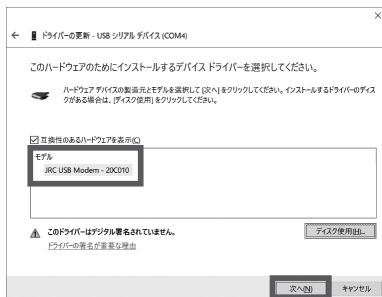 ドライバーの更新 - USB シリアル デバイス (COM4)
このハードウェアのためにインストールするデバイス ドライバーを選択してください。
ハードウェア デバイスの製造元とモデルを選択して [次へ] をクリックしてください。インストールするドライバーのディス
クがある場合は、[ディスク使用] をクリックしてください。
互換性のあるハードウェアを表示(C)
モデル
JRC USB Modem - 20C010
このドライバーはデジタル署名されていません。
ディスク使用(H)...
ドライバーの署名が重要な理由
次へ(N)
キャンセル